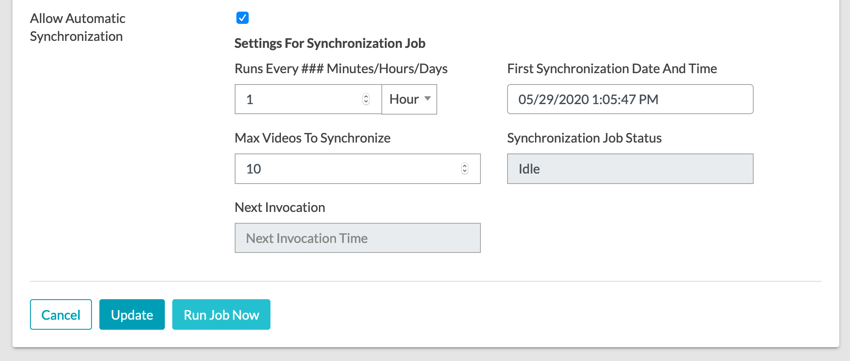 Allow Automatic
Synchronization
Settings For Synchronization Job
Runs Every ### Minutes/Hours/Days
First Synchronization Date And Time
1
Hour
05/29/2020 1:05:47 PM
Max Videos To Synchronize
Synchronization Job Status
10
Idle
Next Invocation
Next Invocation Time
Cancel
Update
Run Job Now